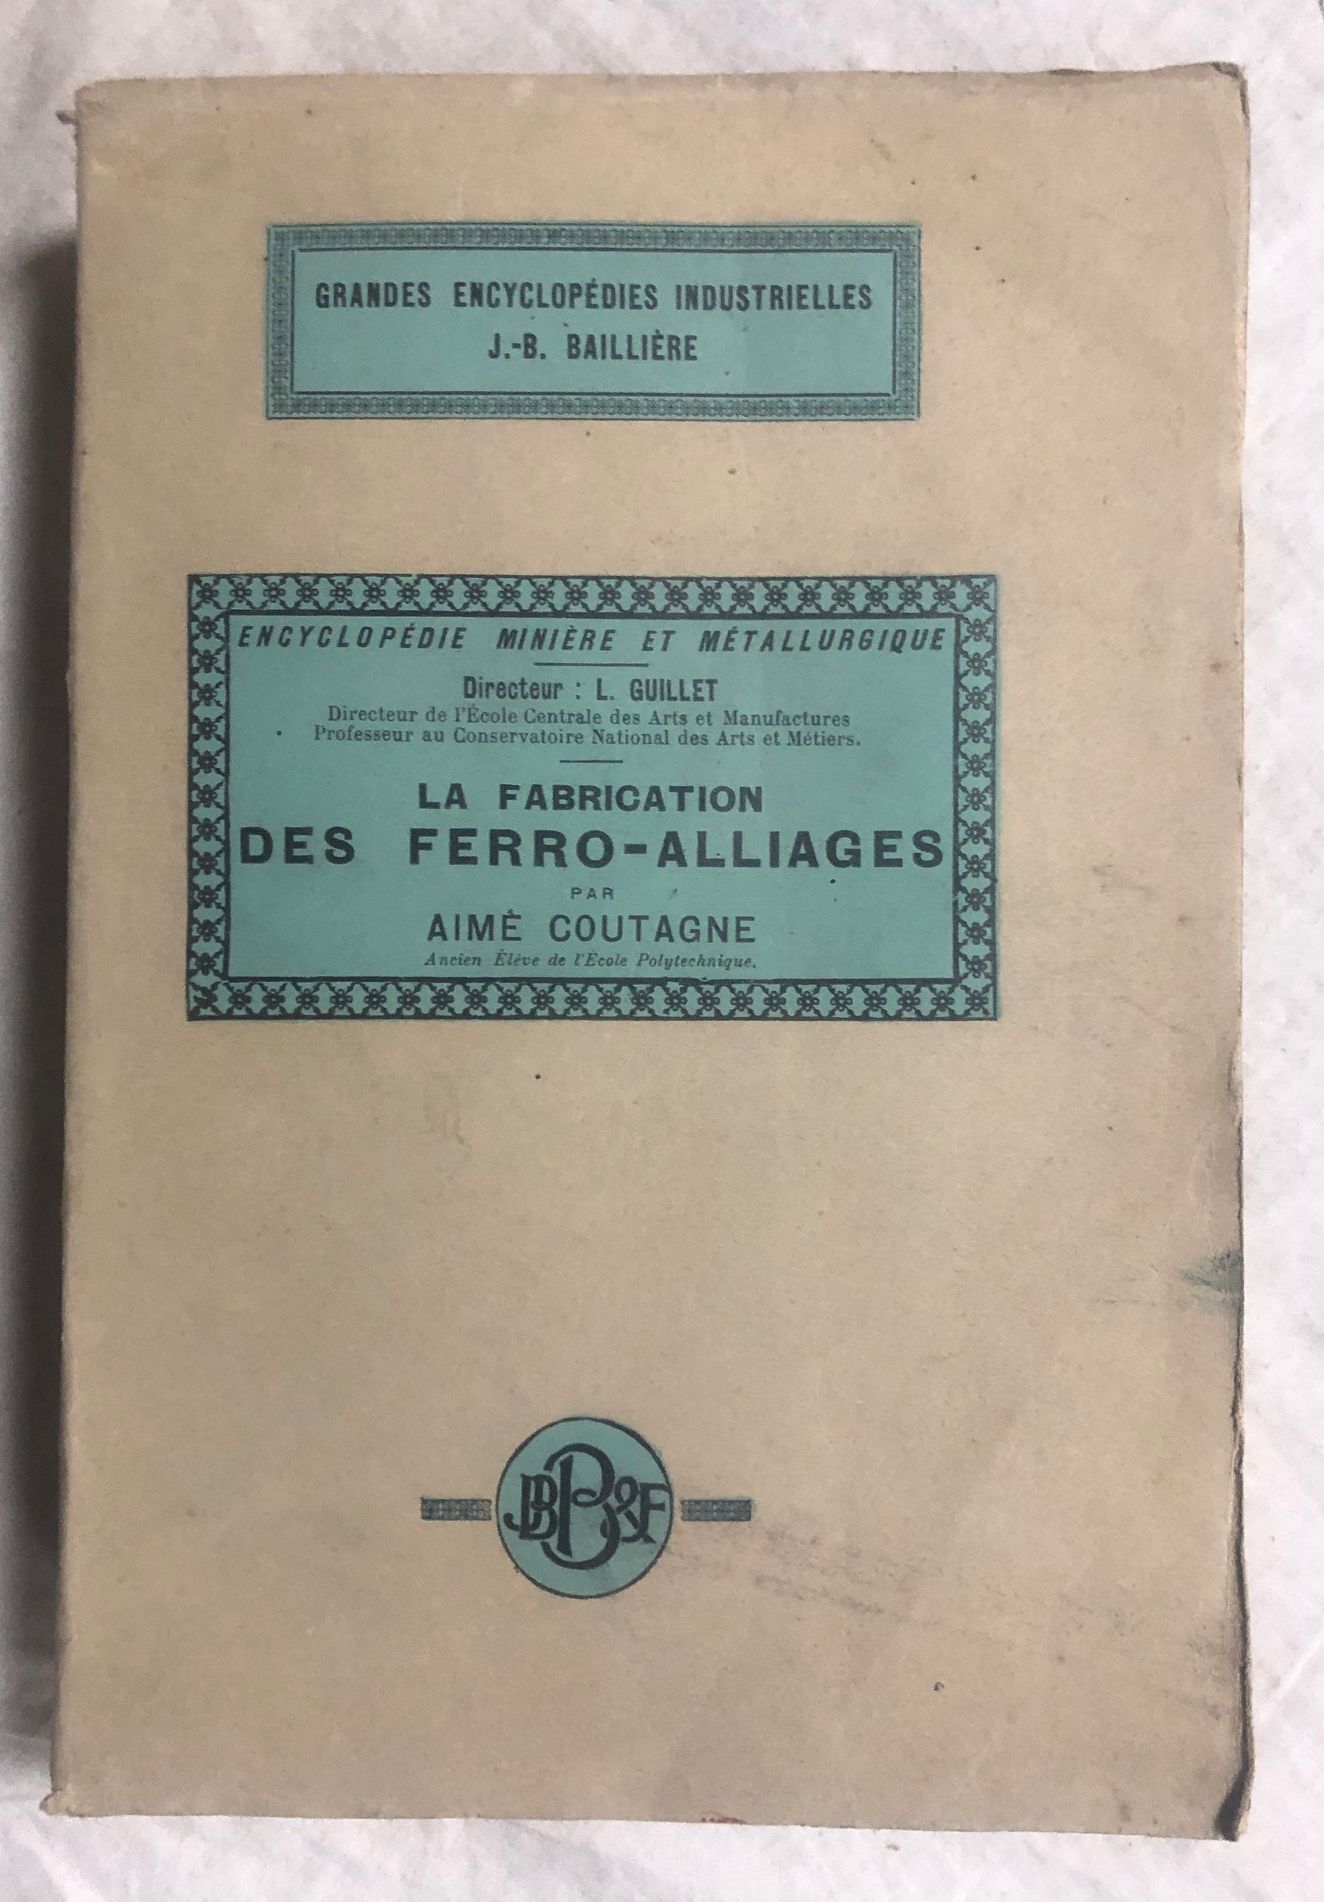 GRANDES ENCYCLOPÉDIES INDUSTRIELLES
J.-B. BAILLIÈRE
ENCYCLOPÉDIE MINIÈRE ET MÉTALLURGIQUE
Directeur : L. GUILLET
Directeur de l'École Centrale des Arts et Manufactures
Professeur au Conservatoire National des Arts et Métiers.
LA FABRICATION
DES FERRO-ALLIAGES
PAR
AIMÉ COUTAGNE
Ancien Élève de l'École Polytechnique.
JBB&F